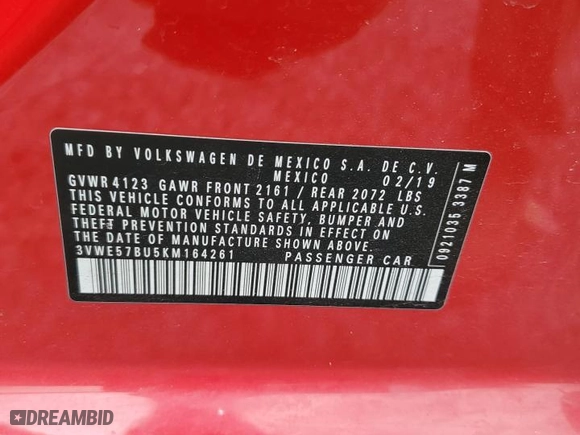 MFD BY VOLKSWAGEN DE MEXICO S.A. DE C.V.
MEXICO 02/19
GVWR 4123 GAWR FRONT 2161 / REAR 2072 LBS
THIS VEHICLE CONFORMS TO ALL APPLICABLE U.S.
FEDERAL MOTOR VEHICLE SAFETY, BUMPER AND
THEFT PREVENTION STANDARDS IN EFFECT ON
THE DATE OF MANUFACTURE SHOWN ABOVE.
3VWE57BU5KM164261 PASSENGER CAR
0921035 3387 M
DREAMBID